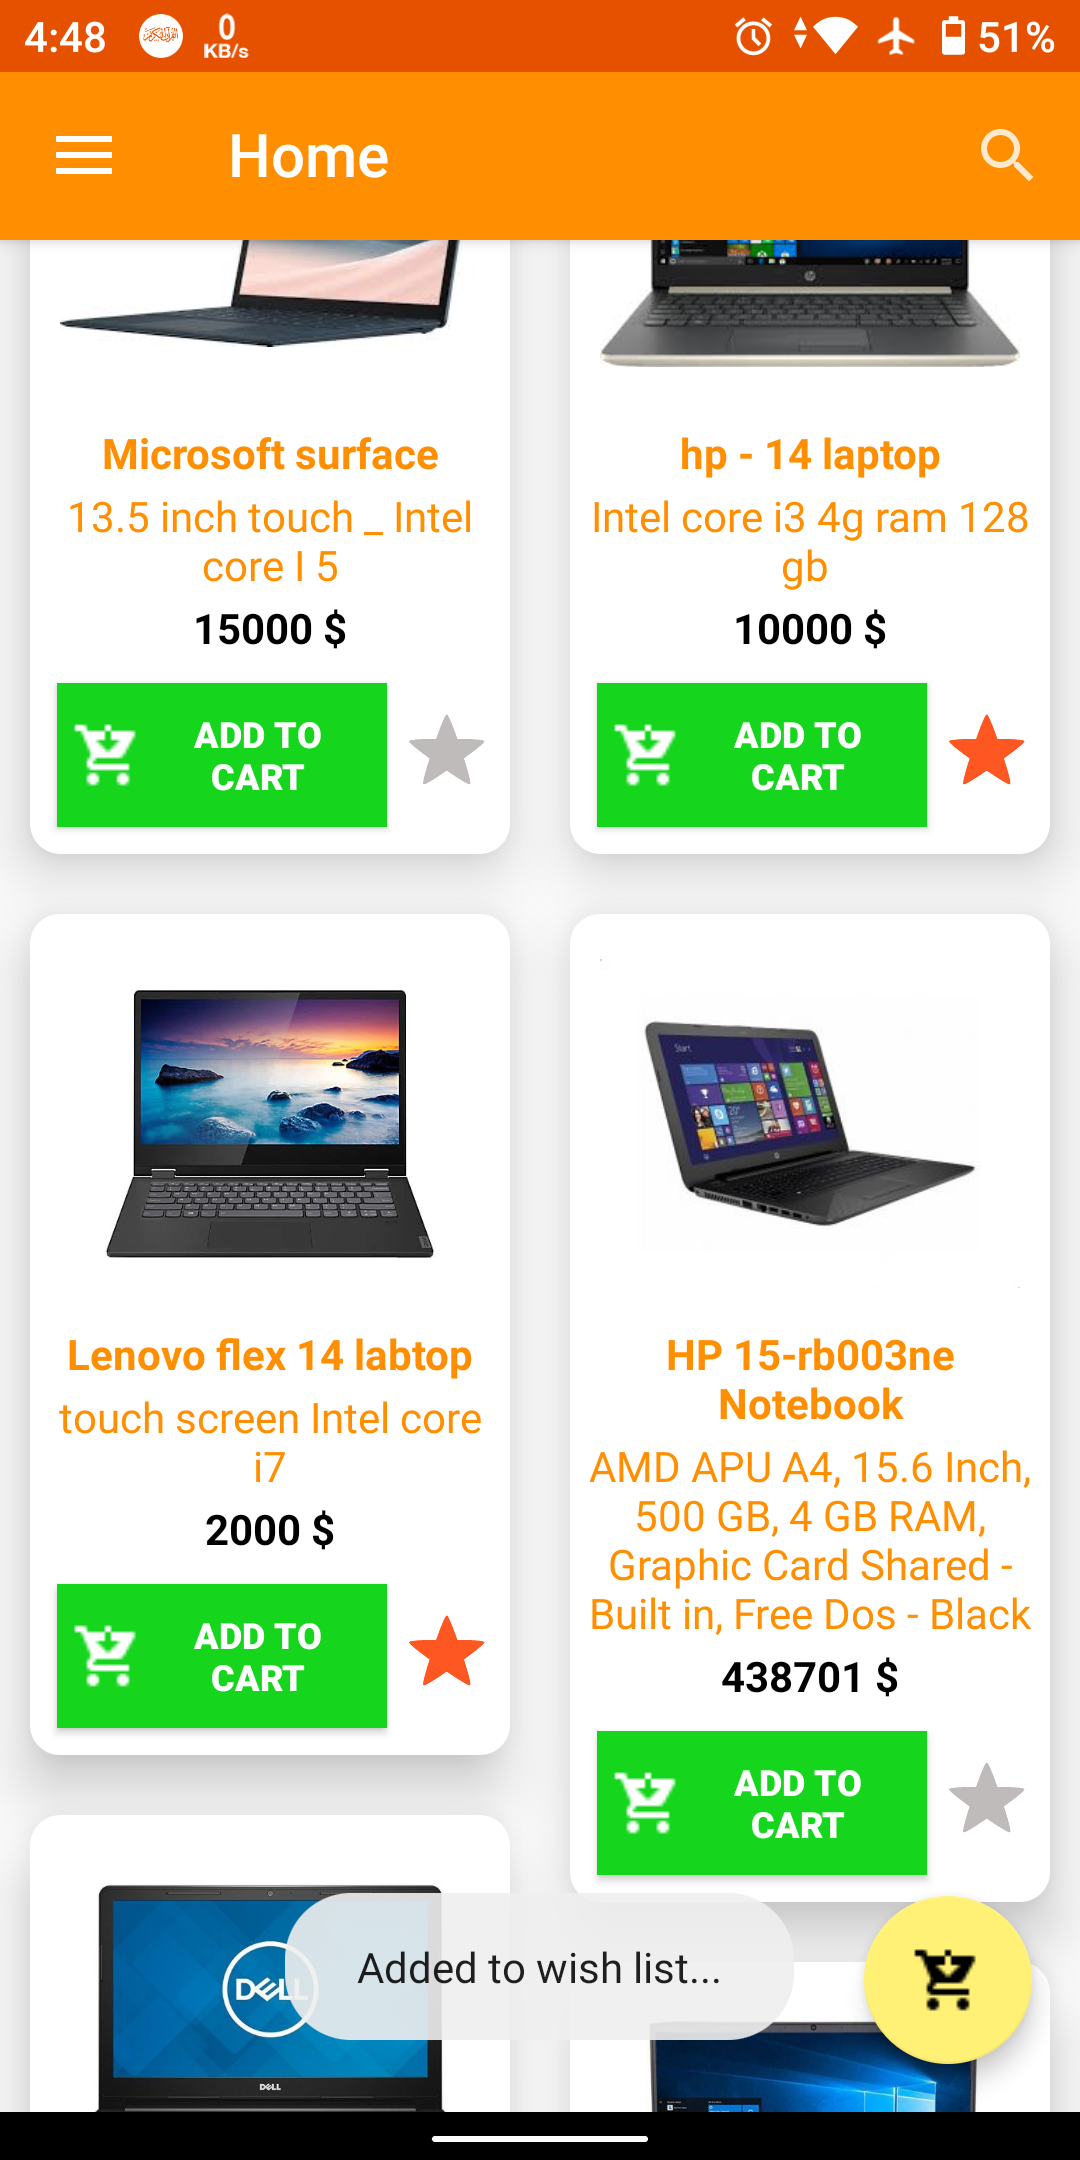 4:48
0
KB/s
51%
Home
Microsoft surface
13.5 inch touch _ Intel
core I 5
15000 $
ADD TO
CART
hp - 14 laptop
Intel core i3 4g ram 128
gb
10000 $
ADD TO
CART
Lenovo flex 14 labtop
touch screen Intel core
i7
2000 $
ADD TO
CART
Start
HP 15-rb003ne
Notebook
AMD APU A4, 15.6 Inch,
500 GB, 4 GB RAM,
Graphic Card Shared -
Built in, Free Dos - Black
438701 $
ADD TO
CART
DELL
DELL
Added to wish list...